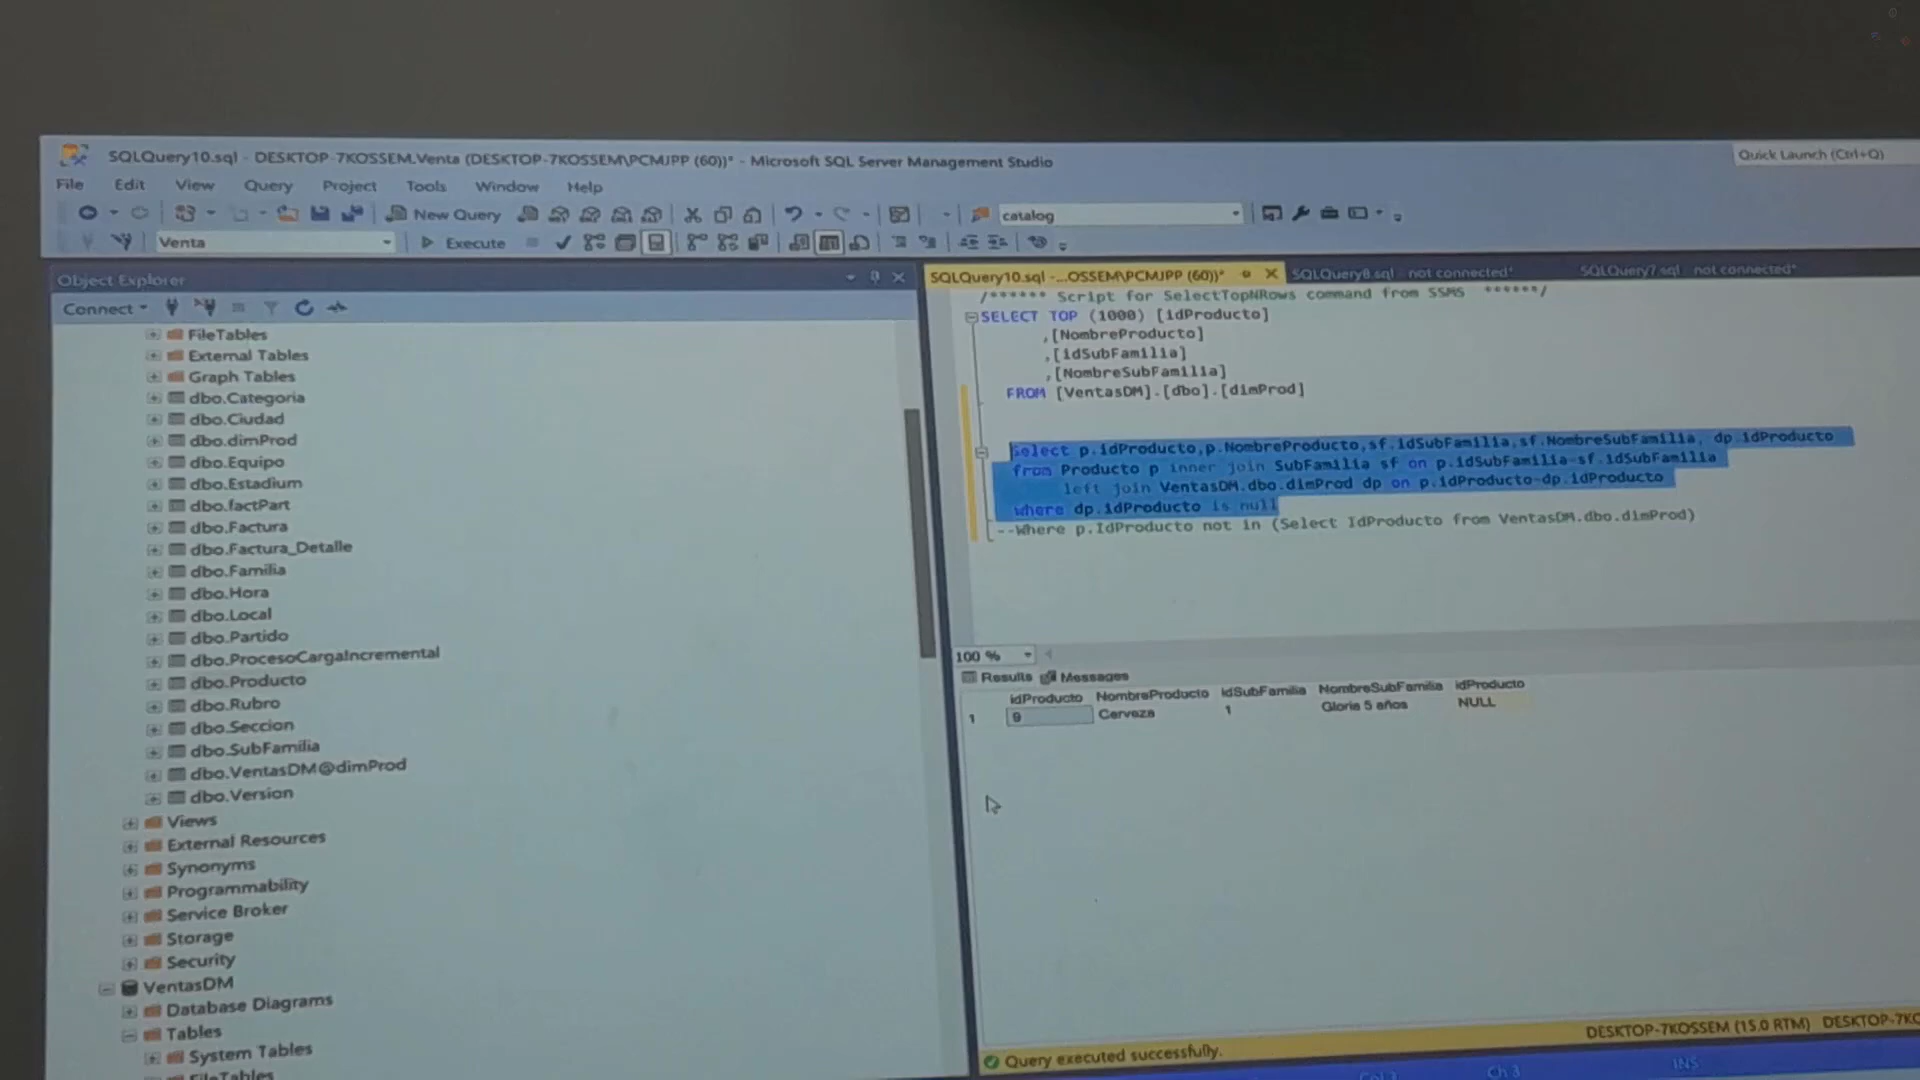 SQLQuery10.sql - DESKTOP-7KOSSEM.Venta (DESKTOP-7KOSSEM\PCMJPP (60))* - Microsoft SQL Server Management Studio
Quick Launch (Ctrl+Q)
File Edit View Query Project Tools Window Help
New Query
catalog
Venta
Execute
Object Explorer
Connect
FileTables
External Tables
Graph Tables
dbo.Categoria
dbo.Ciudad
dbo.dimProd
dbo.Equipo
dbo.Estadium
dbo.factPart
dbo.Factura
dbo.Factura_Detalle
dbo.Familia
dbo.Hora
dbo.Local
dbo.Partido
dbo.ProcesoCargaIncremental
dbo.Producto
dbo.Rubro
dbo.Seccion
dbo.SubFamilia
dbo.VentasDM@dimProd
dbo.Version
Views
External Resources
Synonyms
Programmability
Service Broker
Storage
Security
VentasDM
Database Diagrams
Tables
System Tables
FileTables
SQLQuery10.sql -...OSSEM\PCMJPP (60))*
SQLQuery8.sql - not connected*
SQLQuery7.sql - not connected*
/****** Script for SelectTopNRows command from SSMS ******/
SELECT TOP (1000) [idProducto]
,[NombreProducto]
,[idSubFamilia]
,[NombreSubFamilia]
FROM [VentasDM].[dbo].[dimProd]
Select p.idProducto,p.NombreProducto,sf.idSubFamilia,sf.NombreSubFamilia, dp.idProducto
from Producto p inner join SubFamilia sf on p.idSubFamilia=sf.idSubFamilia
left join VentasDM.dbo.dimProd dp on p.idProducto=dp.idProducto
where dp.idProducto is null
--Where p.IdProducto not in (Select IdProducto from VentasDM.dbo.dimProd)
100 %
Results Messages
idProducto NombreProducto idSubFamilia NombreSubFamilia idProducto
1 9 Cerveza 1 Gloria 5 años NULL
Query executed successfully.
DESKTOP-7KOSSEM (15.0 RTM)
Ch 3
INS